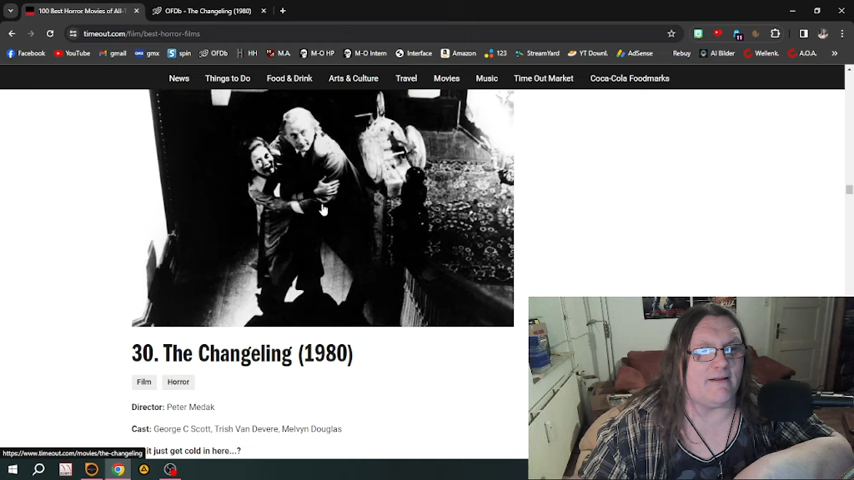 100 Best Horror Movies of All-T
OFDb - The Changeling (1980)
timeout.com/film/best-horror-films
Facebook YouTube gmail gmx spin OFDb HH M.A. M-O HP M-O Intern Interface Amazon 123 StreamYard YT Downl. AdSense Rebuy AI Bilder Wellenk. A.O.A.
News Things to Do Food & Drink Arts & Culture Travel Movies Music Time Out Market Coca-Cola Foodmarks
30. The Changeling (1980)
Film Horror
Director: Peter Medak
Cast: George C Scott, Trish Van Devere, Melvyn Douglas
it just get cold in here...?
https://www.timeout.com/movies/the-changeling